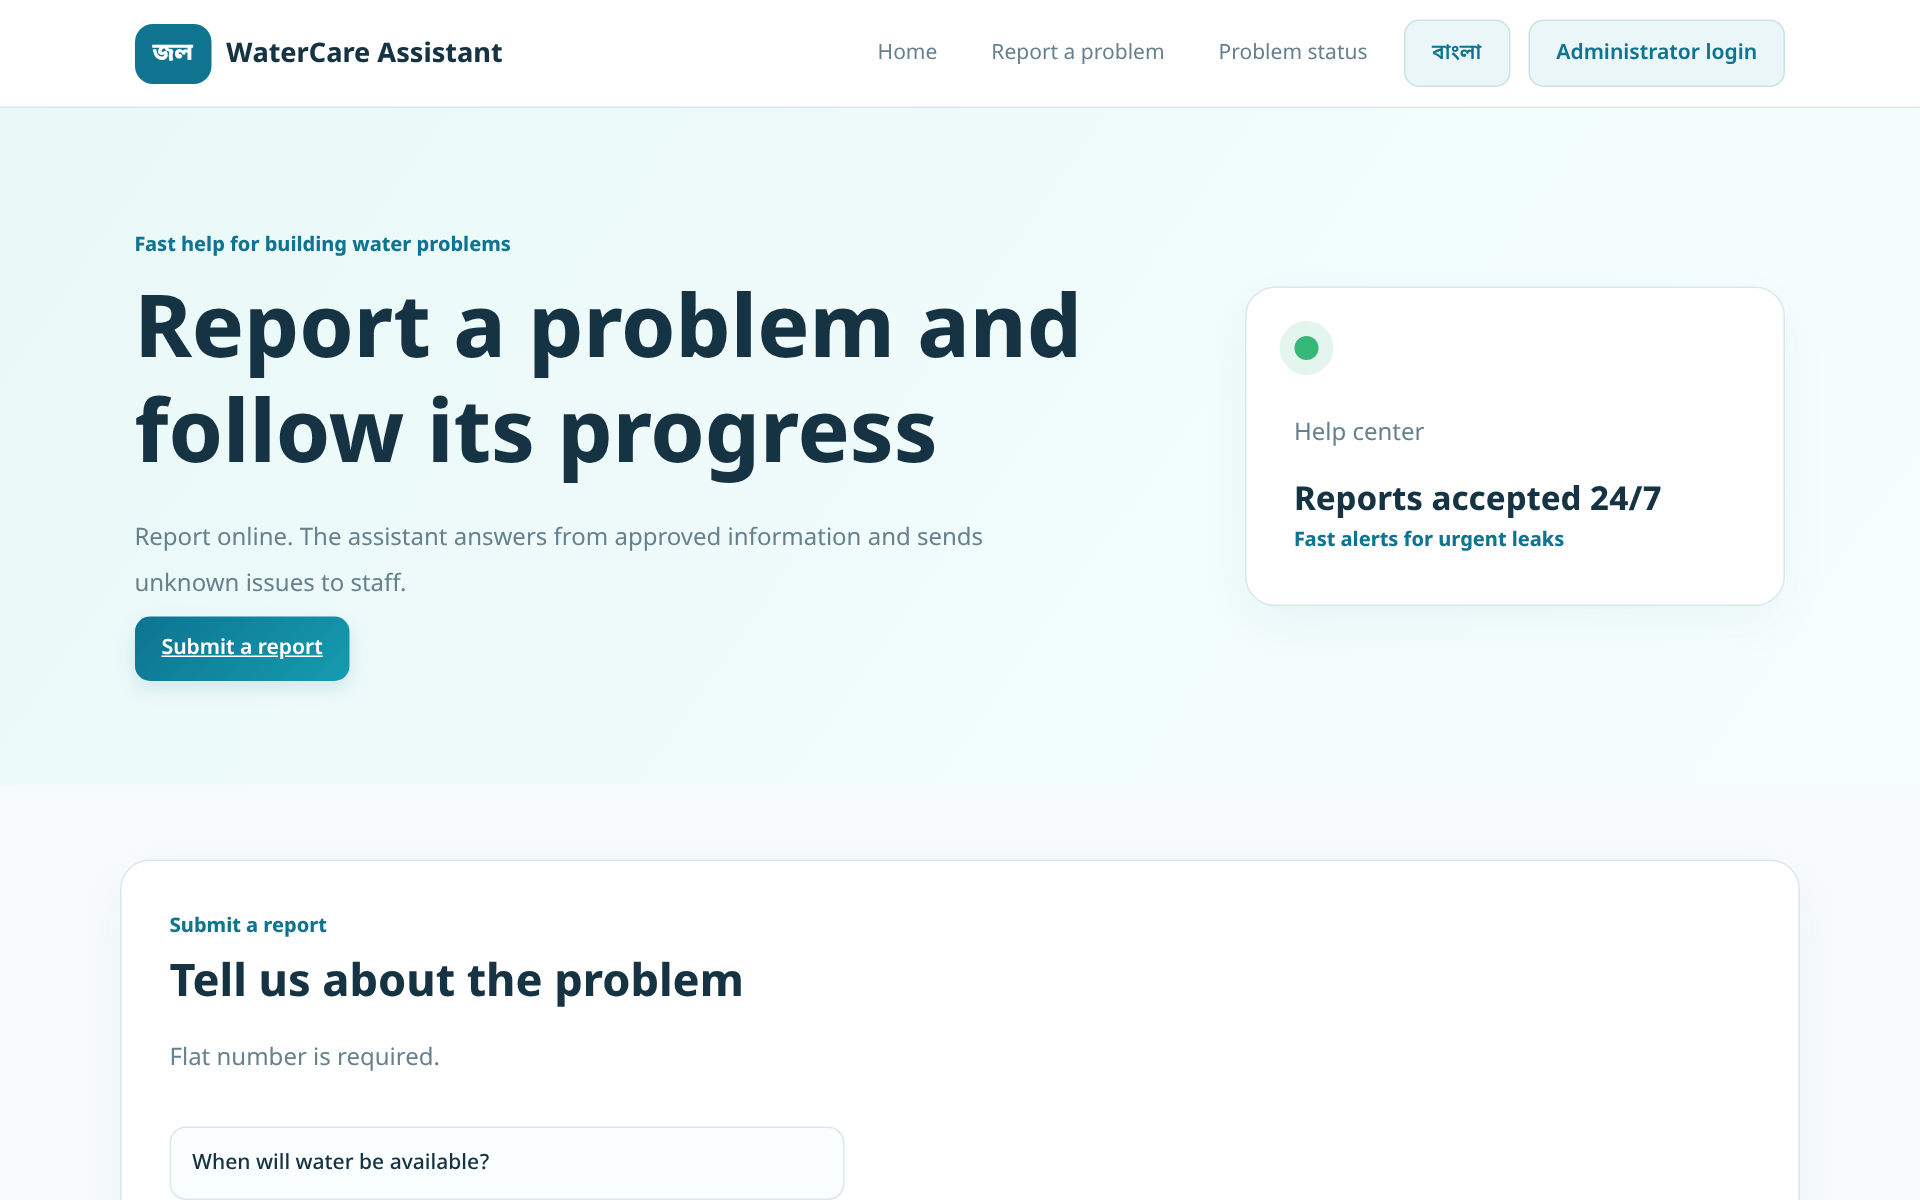 জল WaterCare Assistant
Home Report a problem Problem status বাংলা Administrator login
Fast help for building water problems
Report a problem and
follow its progress
Report online. The assistant answers from approved information and sends
unknown issues to staff.
Submit a report
Help center
Reports accepted 24/7
Fast alerts for urgent leaks
Submit a report
Tell us about the problem
Flat number is required.
When will water be available?